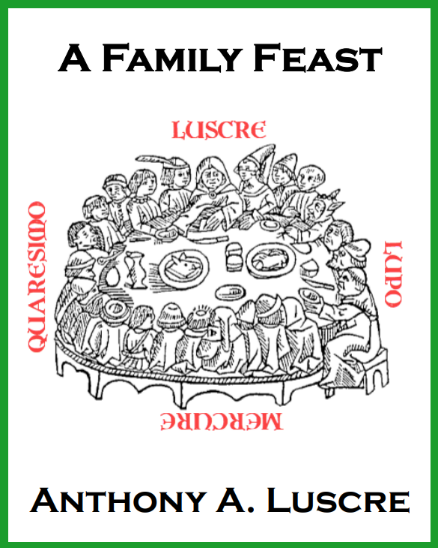 A Family Feast
LUSCRE
QUARESIMO
LUPO
MERCURE
Anthony A. Luscre